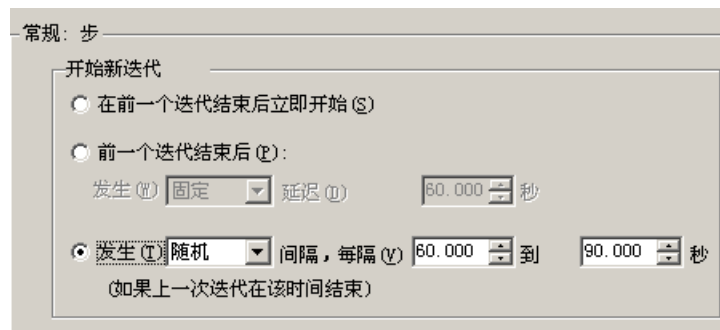 常规: 步
开始新迭代
在前一个迭代结束后立即开始(S)
前一个迭代结束后(P):
发生(W) 固定 延迟(D) 60.000 秒
发生(T) 随机 间隔，每隔(V) 60.000 到 90.000 秒
(如果上一次迭代在该时间结束)